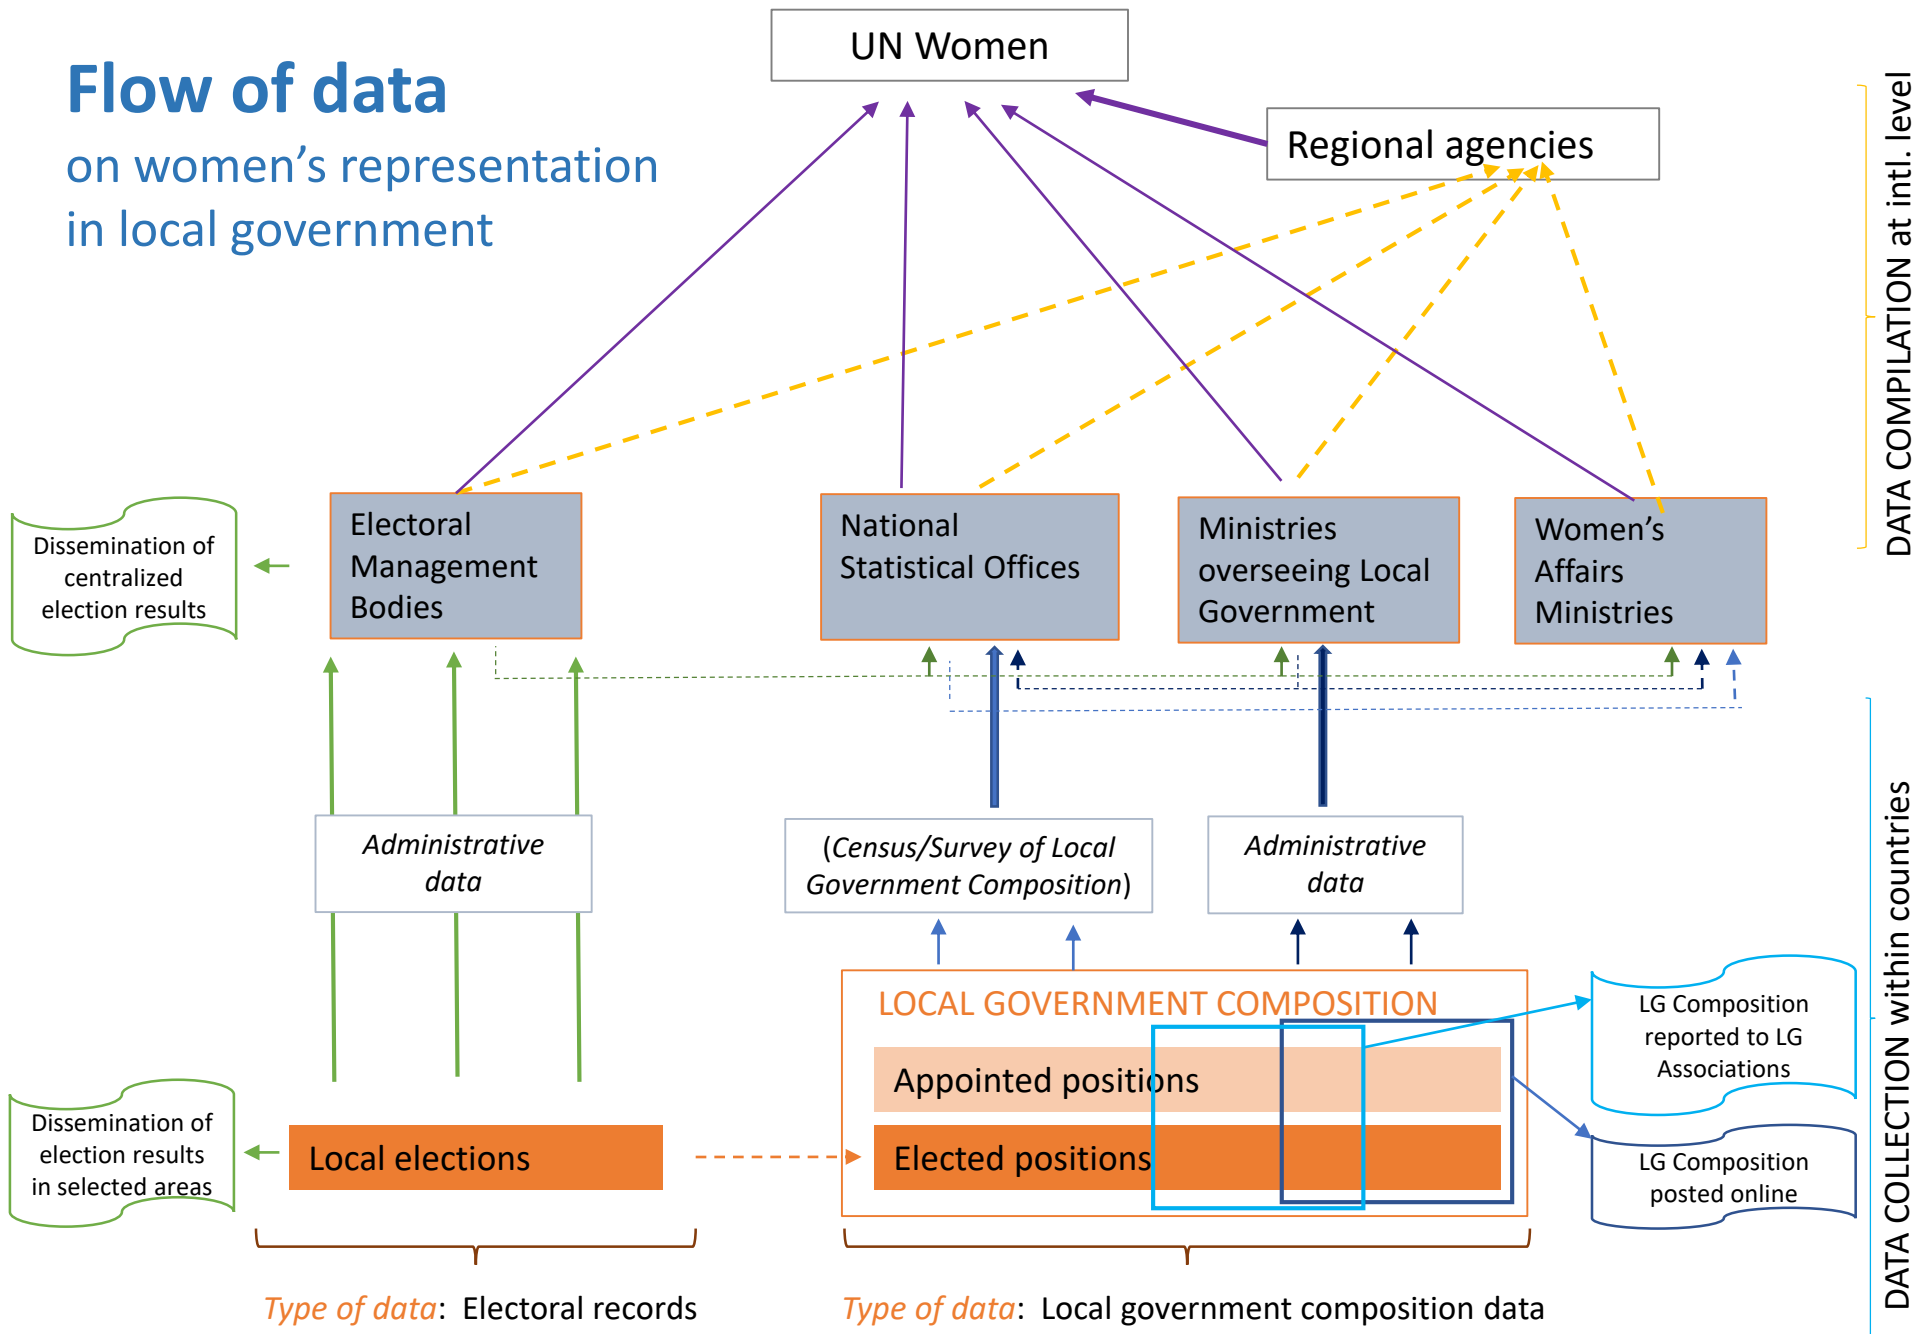 Flow of data
on women's representation
in local government
UN Women
Regional agencies
DATA COMPILATION at intl. level
Dissemination of
centralized
election results
Electoral
Management
Bodies
National
Statistical Offices
Ministries
overseeing Local
Government
Women's
Affairs
Ministries
Administrative
data
(Census/Survey of Local
Government Composition)
Administrative
data
DATA COLLECTION within countries
LOCAL GOVERNMENT COMPOSITION
Appointed positions
Elected positions
LG Composition
reported to LG
Associations
LG Composition
posted online
Dissemination of
election results
in selected areas
Local elections
Type of data: Electoral records
Type of data: Local government composition data